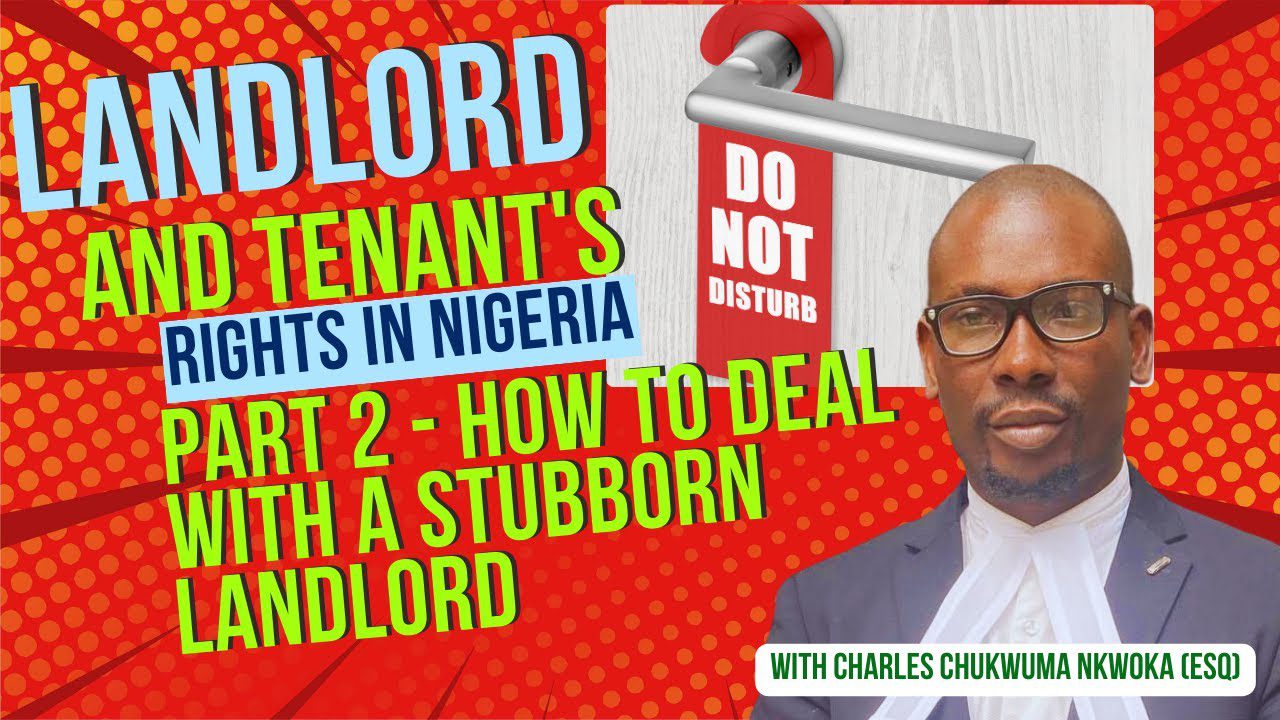 LANDLORD
AND TENANT'S
RIGHTS IN NIGERIA
PART 2 - HOW TO DEAL
WITH A STUBBORN
LANDLORD
DO
NOT
DISTURB
WITH CHARLES CHUKWUMA NKWOKA (ESQ)